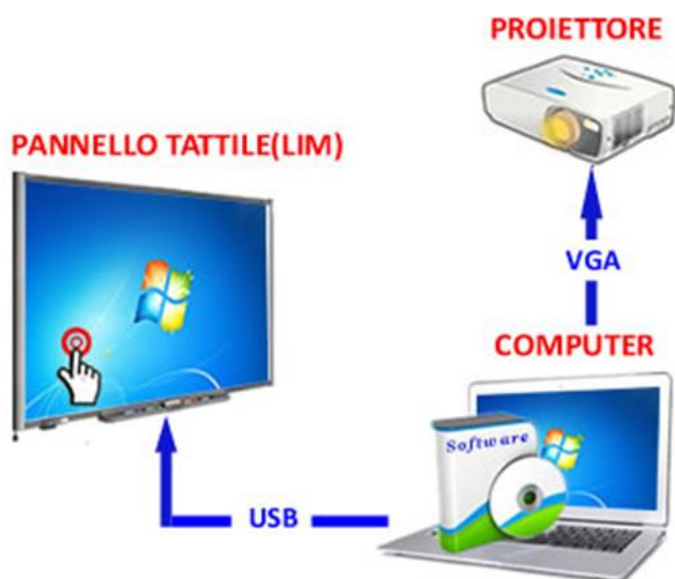 PROIETTORE
PANNELLO TATTILE(LIM)
VGA
COMPUTER
Software
USB